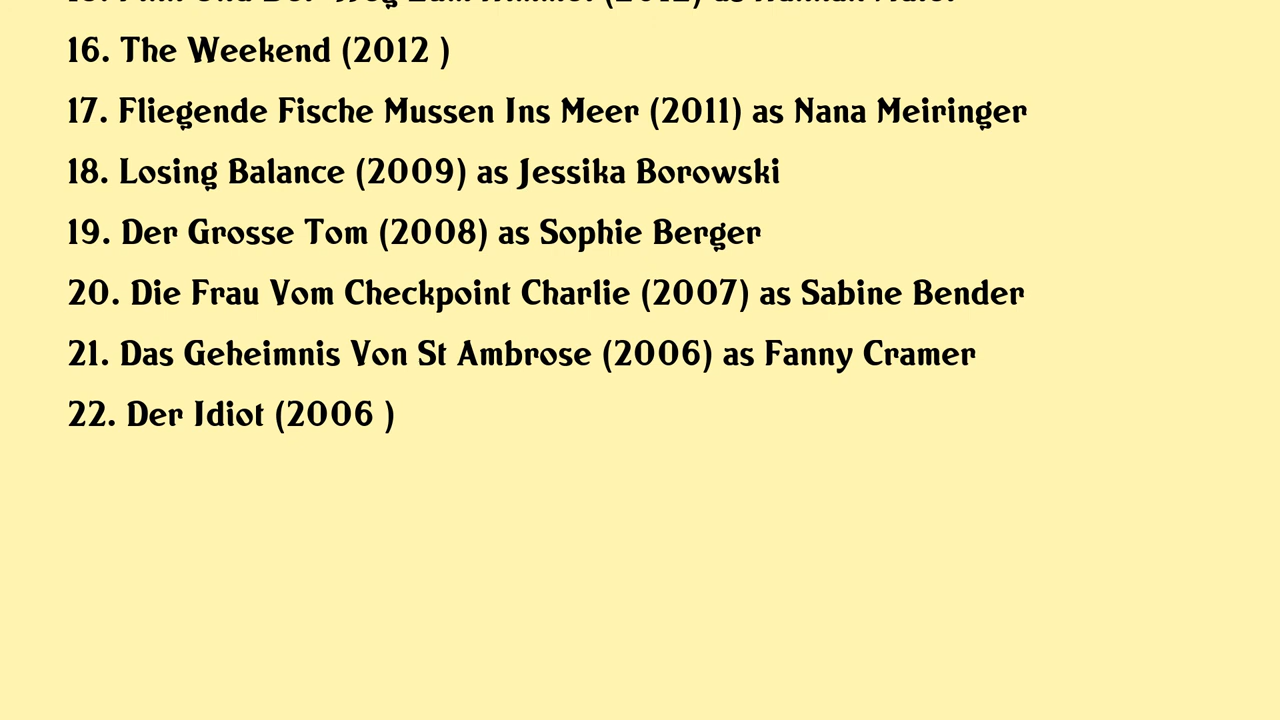 16. The Weekend (2012 )
17. Fliegende Fische Mussen Ins Meer (2011) as Nana Meiringer
18. Losing Balance (2009) as Jessika Borowski
19. Der Grosse Tom (2008) as Sophie Berger
20. Die Frau Vom Checkpoint Charlie (2007) as Sabine Bender
21. Das Geheimnis Von St Ambrose (2006) as Fanny Cramer
22. Der Idiot (2006 )